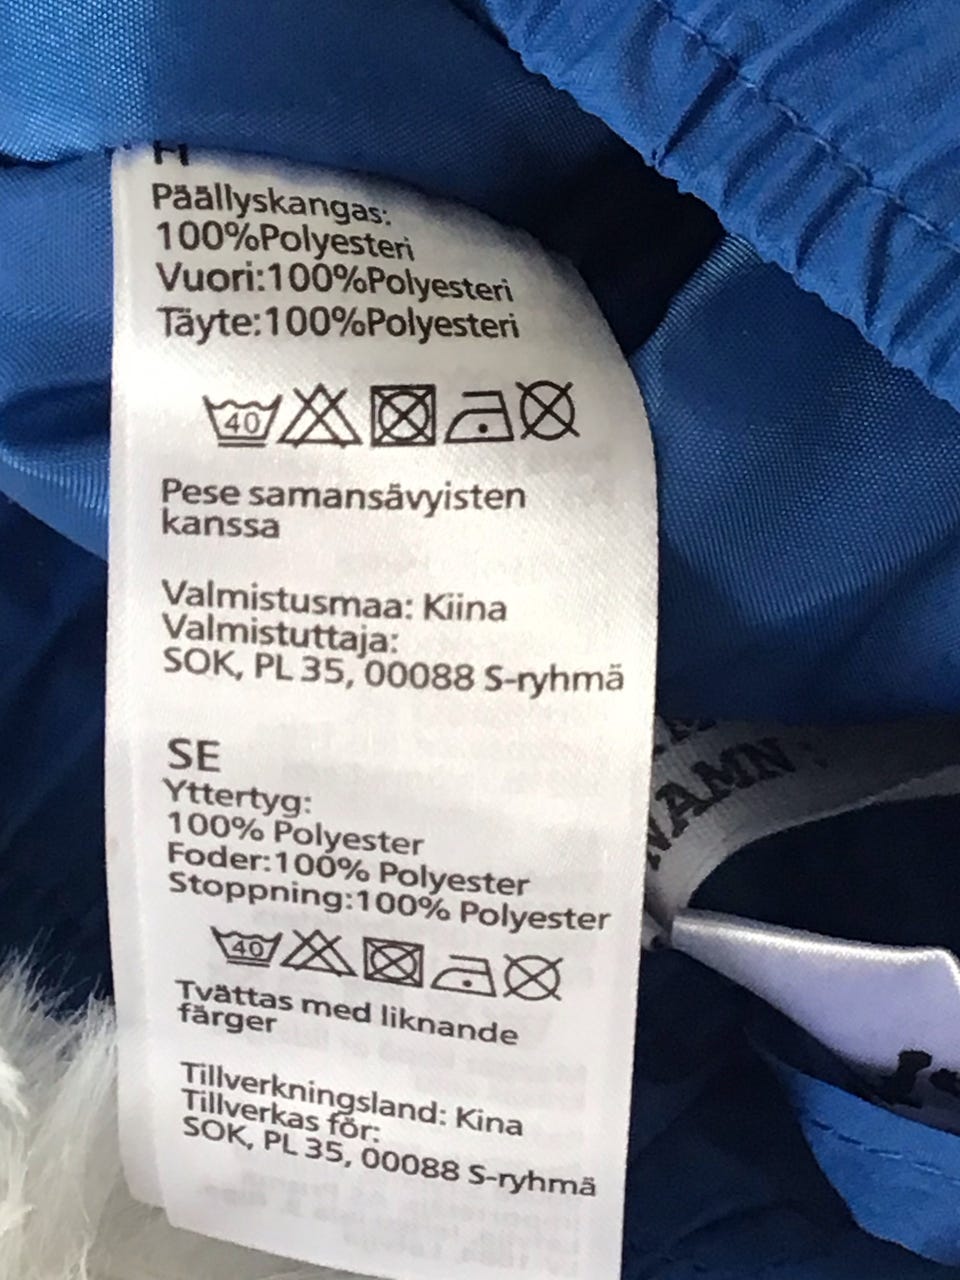 Päällyskangas:
100%Polyesteri
Vuori:100%Polyesteri
Täyte:100%Polyesteri
40
Pese samansävyisten
kanssa
Valmistusmaa: Kiina
Valmistuttaja:
SOK, PL 35, 00088 S-ryhmä
SE
Yttertyg:
100% Polyester
Foder:100% Polyester
Stoppning:100% Polyester
40
Tvättas med liknande
färger
Tillverkningsland: Kina
Tillverkas för:
SOK, PL 35, 00088 S-ryhmä
NAMN